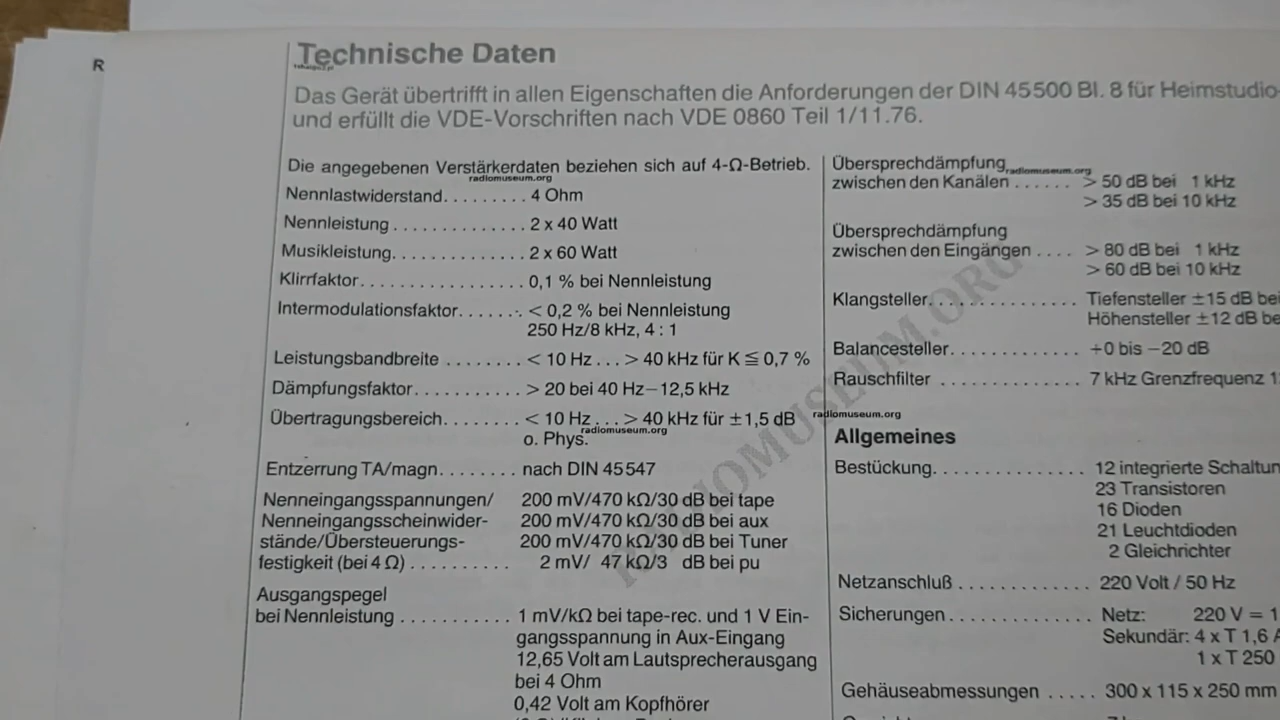 R
Technische Daten
Das Gerät übertrifft in allen Eigenschaften die Anforderungen der DIN 45500 Bl. 8 für Heimstudio-
und erfüllt die VDE-Vorschriften nach VDE 0860 Teil 1/11.76.
Die angegebenen Verstärkerdaten beziehen sich auf 4-Ω-Betrieb.
radiomuseum.org
Nennlastwiderstand......... 4 Ohm
Nennleistung.............. 2 x 40 Watt
Musikleistung.............. 2 x 60 Watt
Klirrfaktor................. 0,1 % bei Nennleistung
Intermodulationsfaktor....... < 0,2 % bei Nennleistung
250 Hz/8 kHz, 4 : 1
Leistungsbandbreite ........ < 10 Hz...> 40 kHz für K ≦ 0,7 %
Dämpfungsfaktor............ > 20 bei 40 Hz–12,5 kHz
Übertragungsbereich......... < 10 Hz...> 40 kHz für ±1,5 dB
radiomuseum.org
o. Phys.
Entzerrung TA/magn........ nach DIN 45547
Nenneingangsspannungen/ 200 mV/470 kΩ/30 dB bei tape
Nenneingangsscheinwider- 200 mV/470 kΩ/30 dB bei aux
stände/Übersteuerungs- 200 mV/470 kΩ/30 dB bei Tuner
festigkeit (bei 4 Ω).......... 2 mV/ 47 kΩ/3 dB bei pu
Ausgangspegel
bei Nennleistung........... 1 mV/kΩ bei tape-rec. und 1 V Ein-
gangsspannung in Aux-Eingang
12,65 Volt am Lautsprecherausgang
bei 4 Ohm
0,42 Volt am Kopfhörer
Übersprechdämpfung
radiomuseum.org
zwischen den Kanälen...... > 50 dB bei 1 kHz
> 35 dB bei 10 kHz
Übersprechdämpfung
zwischen den Eingängen.... > 80 dB bei 1 kHz
> 60 dB bei 10 kHz
Klangsteller............... Tiefensteller ±15 dB bei
Höhensteller ±12 dB be
Balancesteller............. +0 bis −20 dB
Rauschfilter .............. 7 kHz Grenzfrequenz 1
radiomuseum.org
Allgemeines
Bestückung............... 12 integrierte Schaltun
23 Transistoren
16 Dioden
21 Leuchtdioden
2 Gleichrichter
Netzanschluß............. 220 Volt / 50 Hz
Sicherungen.............. Netz: 220 V = 1
Sekundär: 4 x T 1,6 A
1 x T 250
Gehäuseabmessungen ..... 300 x 115 x 250 mm
RADIOMUSEUM.ORG